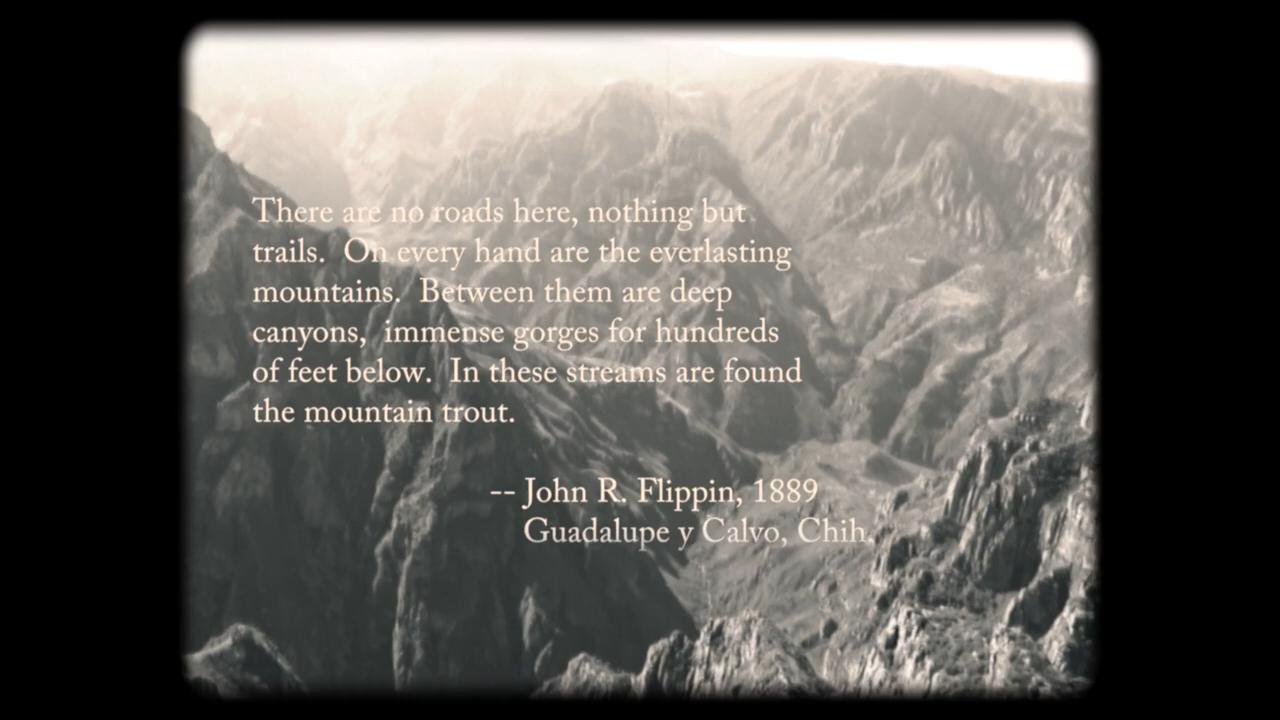 There are no roads here, nothing but
trails.  On every hand are the everlasting
mountains.  Between them are deep
canyons,  immense gorges for hundreds
of feet below.  In these streams are found
the mountain trout.
-- John R. Flippin, 1889
Guadalupe y Calvo, Chih.